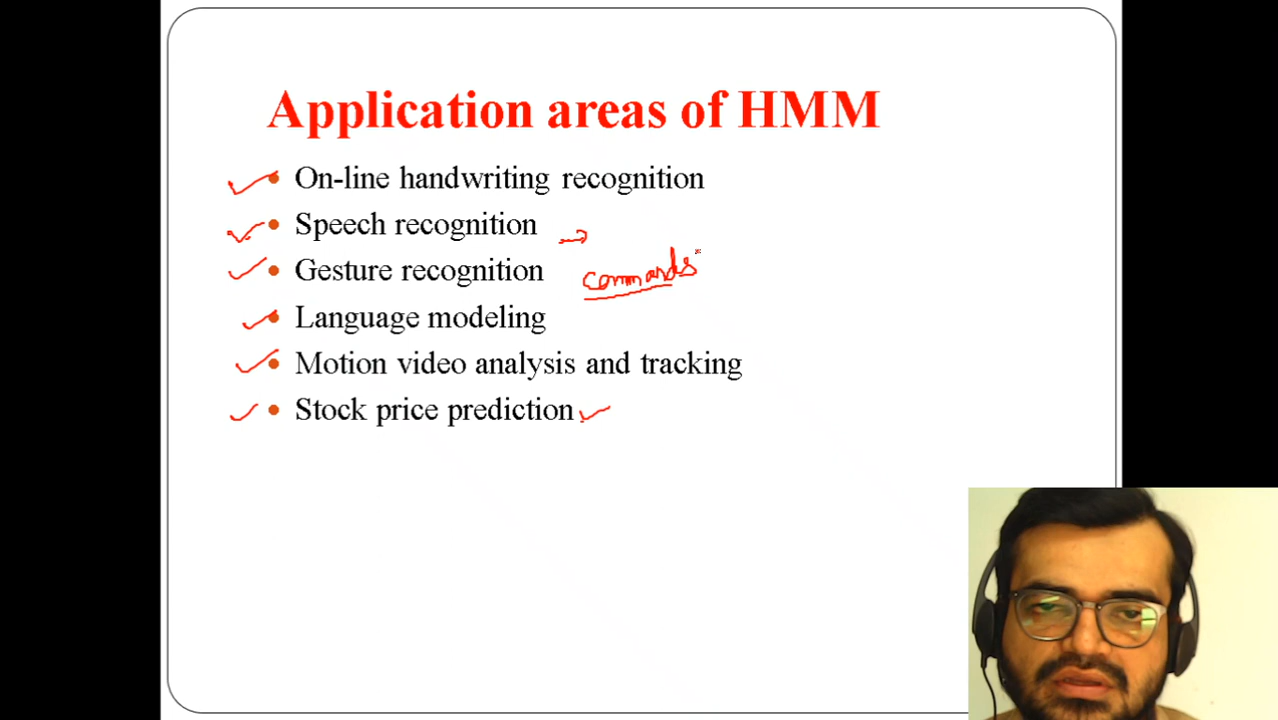 Application areas of HMM
On-line handwriting recognition
Speech recognition
Gesture recognition commands
Language modeling
Motion video analysis and tracking
Stock price prediction